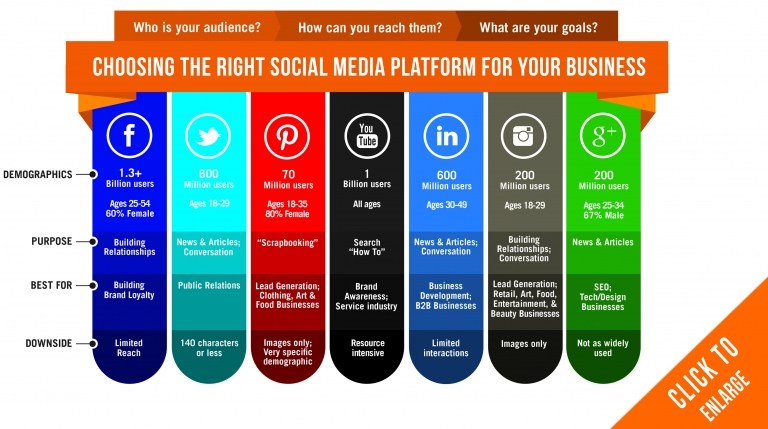 Who is your audience?
How can you reach them?
What are your goals?
CHOOSING THE RIGHT SOCIAL MEDIA PLATFORM FOR YOUR BUSINESS
f
You
Tube
in
g+
DEMOGRAPHICS
1.3+
Billion users
Ages 25-54
60% Female
600
Million users
Ages 18-29
70
Million users
Ages 18-35
80% Female
1
Billion users
All ages
600
Million users
Ages 30-49
200
Million users
Ages 18-29
200
Million users
Ages 25-34
67% Male
PURPOSE
Building
Relationships
News & Articles;
Conversation
"Scrapbooking"
Search
"How To"
News & Articles;
Conversation
Building
Relationships;
Conversation
News & Articles
BEST FOR
Building
Brand Loyalty
Public Relations
Lead Generation;
Clothing, Art &
Food Businesses
Brand
Awareness;
Service industry
Business
Development;
B2B Businesses
Lead Generation;
Retail, Art, Food,
Entertainment, &
Beauty Businesses
SEO;
Tech/Design
Businesses
DOWNSIDE
Limited
Reach
140 characters
or less
Images only;
Very specific
demographic
Resource
intensive
Limited
interactions
Images only
Not as widely
used
CLICK TO
ENLARGE